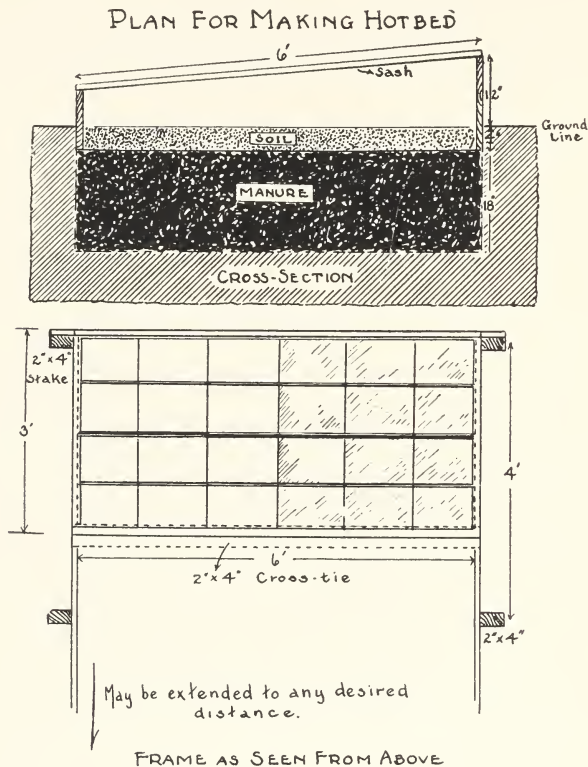 PLAN FOR MAKING HOTBED
6'
Sash
12"
SOIL
Ground
Line
MANURE
18"
CROSS-SECTION
2"x4"
Stake
3'
4'
6'
2"x4" Cross-tie
2"x4"
May be extended to any desired
distance.
FRAME AS SEEN FROM ABOVE